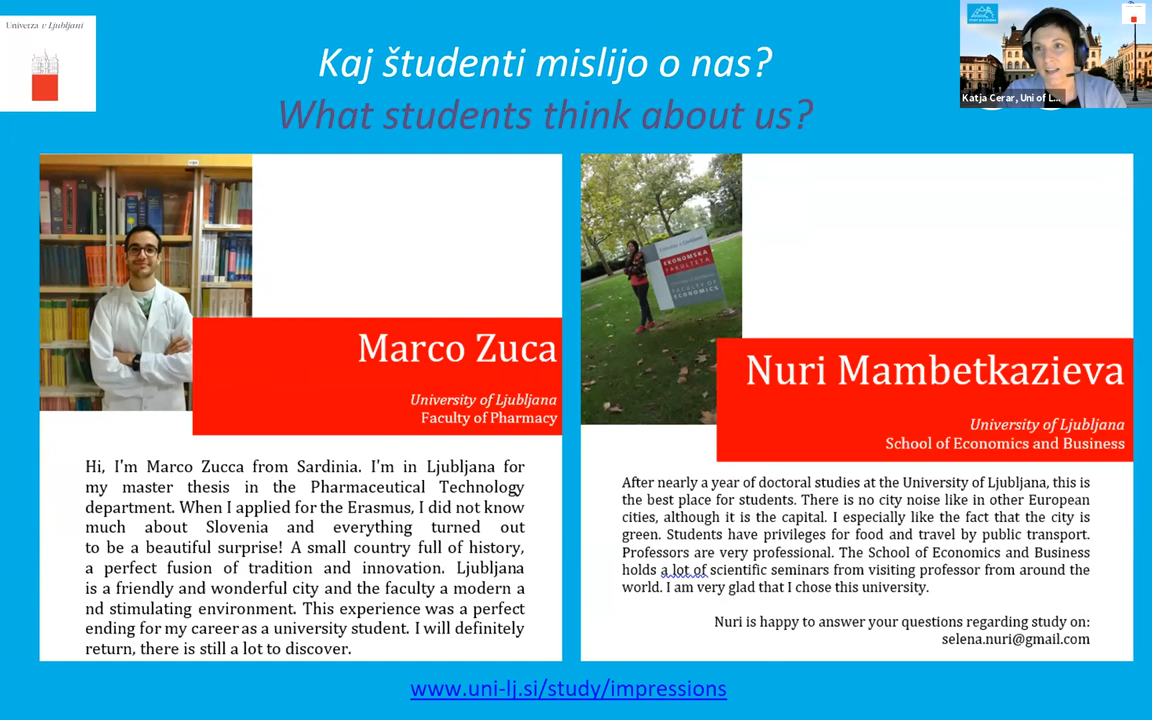 Univerza v Ljubljani
Kaj študenti mislijo o nas?
What students think about us?
Katja Cerar, Uni of L...
Marco Zuca
University of Ljubljana
Faculty of Pharmacy
Hi, I'm Marco Zucca from Sardinia. I'm in Ljubljana for
my master thesis in the Pharmaceutical Technology
department. When I applied for the Erasmus, I did not know
much about Slovenia and everything turned out
to be a beautiful surprise! A small country full of history,
a perfect fusion of tradition and innovation. Ljubljana
is a friendly and wonderful city and the faculty a modern a
nd stimulating environment. This experience was a perfect
ending for my career as a university student. I will definitely
return, there is still a lot to discover.
EKONOMSKA
FAKULTETA
FACULTY OF
ECONOMICS
Nuri Mambetkazieva
University of Ljubljana
School of Economics and Business
After nearly a year of doctoral studies at the University of Ljubljana, this is
the best place for students. There is no city noise like in other European
cities, although it is the capital. I especially like the fact that the city is
green. Students have privileges for food and travel by public transport.
Professors are very professional. The School of Economics and Business
holds a lot of scientific seminars from visiting professor from around the
world. I am very glad that I chose this university.
Nuri is happy to answer your questions regarding study on:
selena.nuri@gmail.com
www.uni-lj.si/study/impressions